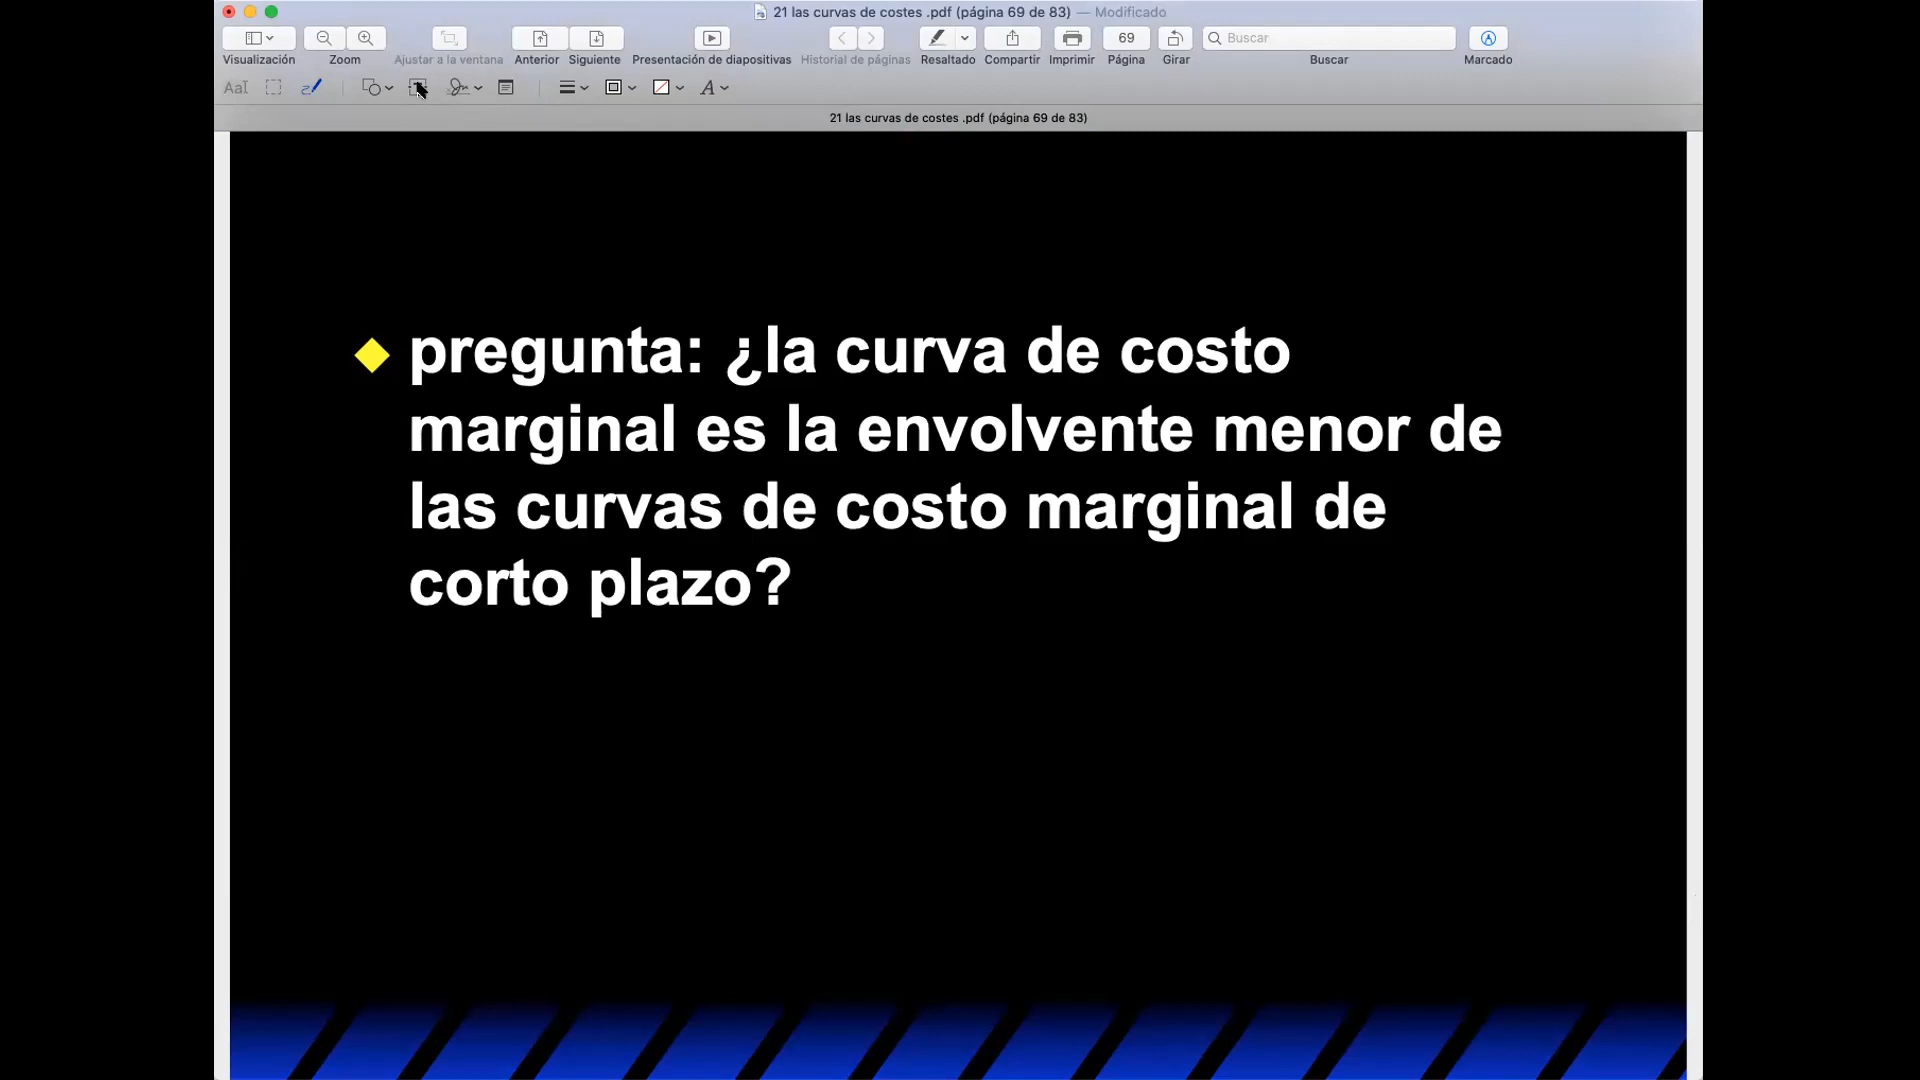 21 las curvas de costes .pdf (página 69 de 83) — Modificado
69
Buscar
Visualización
Zoom
Ajustar a la ventana
Anterior
Siguiente
Presentación de diapositivas
Historial de páginas
Resaltado
Compartir
Imprimir
Página
Girar
Buscar
Marcado
21 las curvas de costes .pdf (página 69 de 83)
pregunta: ¿la curva de costo
marginal es la envolvente menor de
las curvas de costo marginal de
corto plazo?